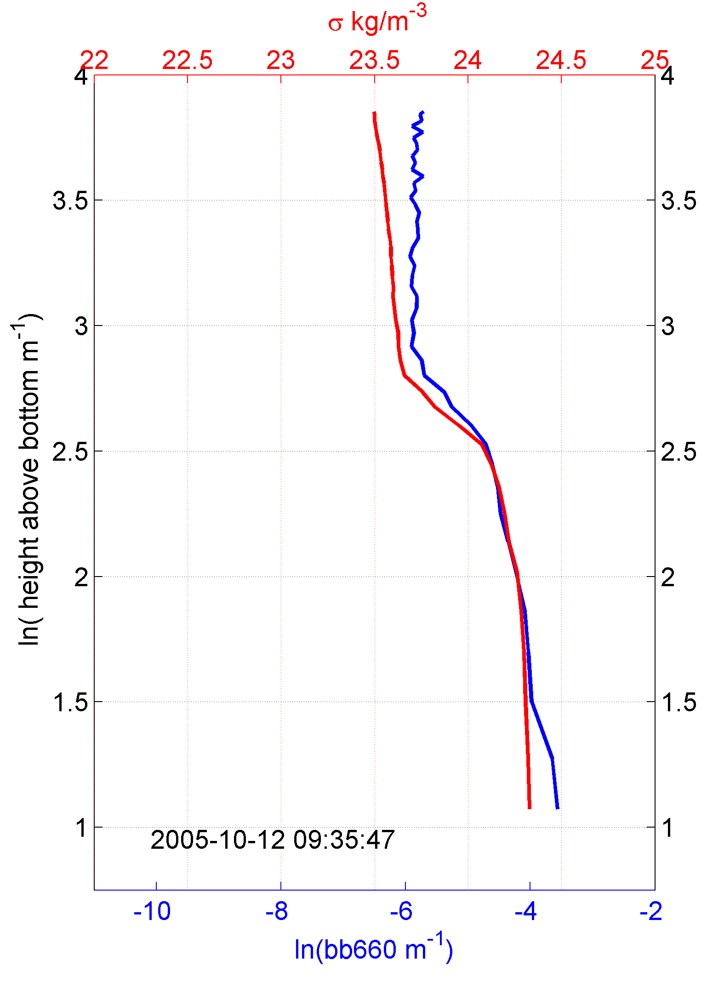 σ kg/m⁻³
22 22.5 23 23.5 24 24.5 25
4 4
3.5 3.5
3 3
2.5 2.5
2 2
1.5 1.5
1 1
ln( height above bottom m⁻¹)
2005-10-12 09:35:47
-10 -8 -6 -4 -2
ln(bb660 m⁻¹)